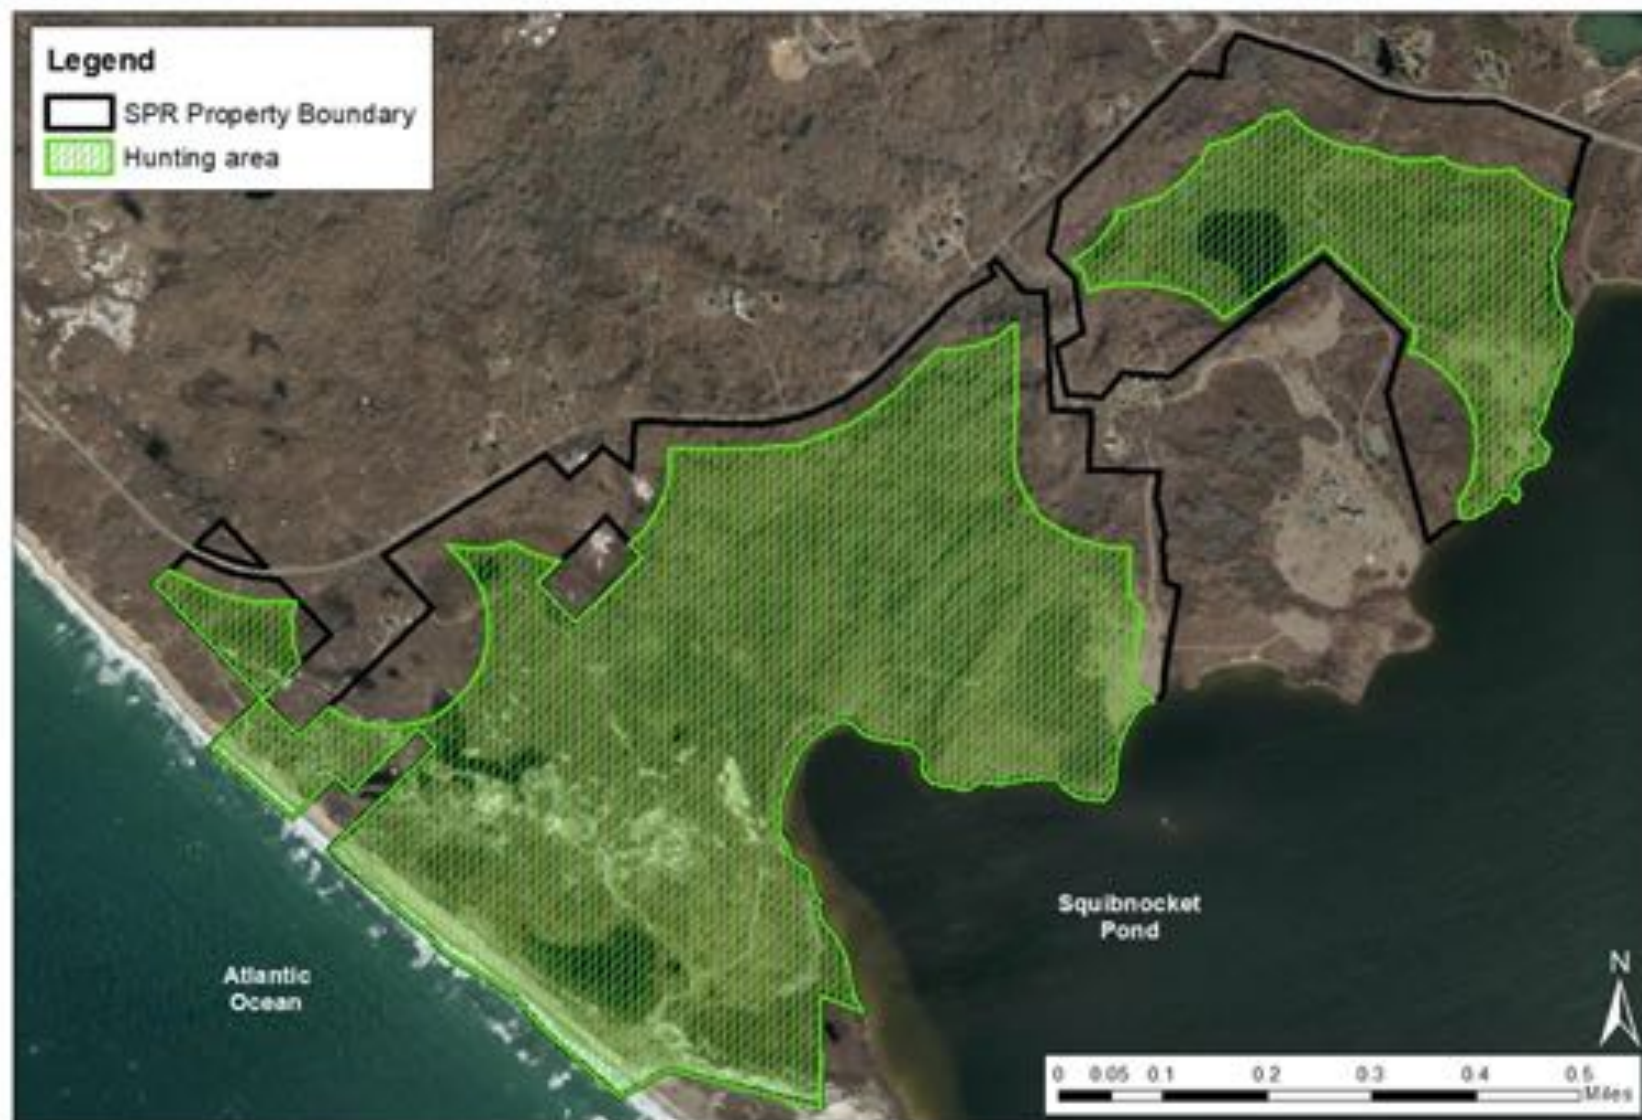 Legend
SPR Property Boundary
Hunting area
Squibnocket
Pond
Atlantic
Ocean
N
0 0.05 0.1 0.2 0.3 0.4 0.5
Miles